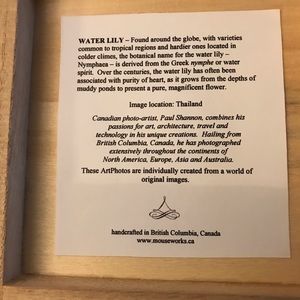 WATER LILY – Found around the globe, with varieties
common to tropical regions and hardier ones located in
colder climes, the botanical name for the water lily –
Nymphaea – is derived from the Greek nymphe or water
spirit. Over the centuries, the water lily has often been
associated with purity of heart, as it grows from the depths of
muddy ponds to present a pure, magnificent flower.
Image location: Thailand
Canadian photo-artist, Paul Shannon, combines his
passions for art, architecture, travel and
technology in his unique creations. Hailing from
British Columbia, Canada, he has photographed
extensively throughout the continents of
North America, Europe, Asia and Australia.
These ArtPhotos are individually created from a world of
original images.
handcrafted in British Columbia, Canada
www.mouseworks.ca